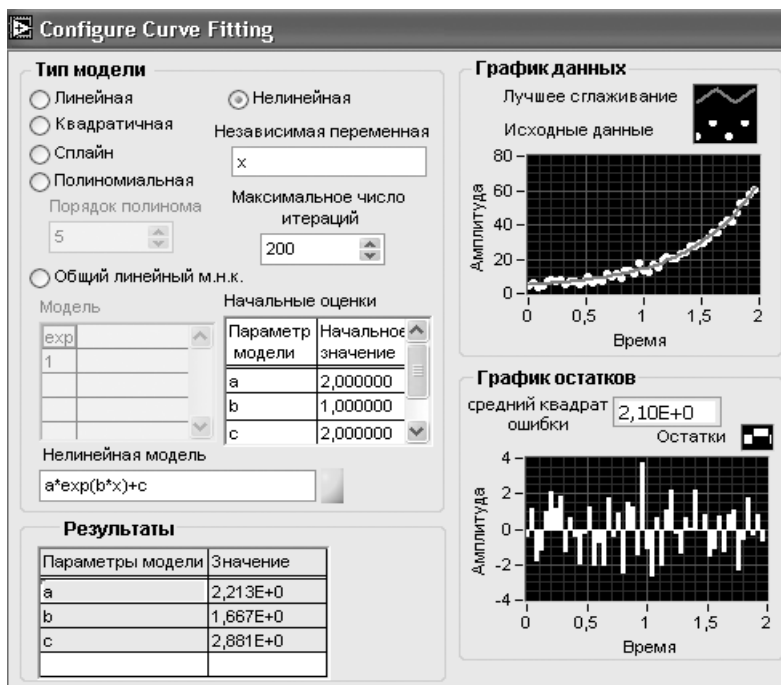 Configure Curve Fitting
Тип модели
Линейная
Нелинейная
Квадратичная
Независимая переменная
Сплайн
x
Полиномиальная
Порядок полинома
5
Максимальное число
итераций
200
Общий линейный м.н.к.
Модель
exp
1
Начальные оценки
Параметр модели Начальное значение
a 2,000000
b 1,000000
c 2,000000
Нелинейная модель
a*exp(b*x)+c
Результаты
Параметры модели Значение
a 2,213E+0
b 1,667E+0
c 2,881E+0
График данных
Лучшее сглаживание
Исходные данные
Амплитуда
80
60
40
20
0
0 0,5 1 1,5 2
Время
График остатков
средний квадрат
ошибки
2,10E+0
Остатки
Амплитуда
4
2
0
-2
-4
0 0,5 1 1,5 2
Время